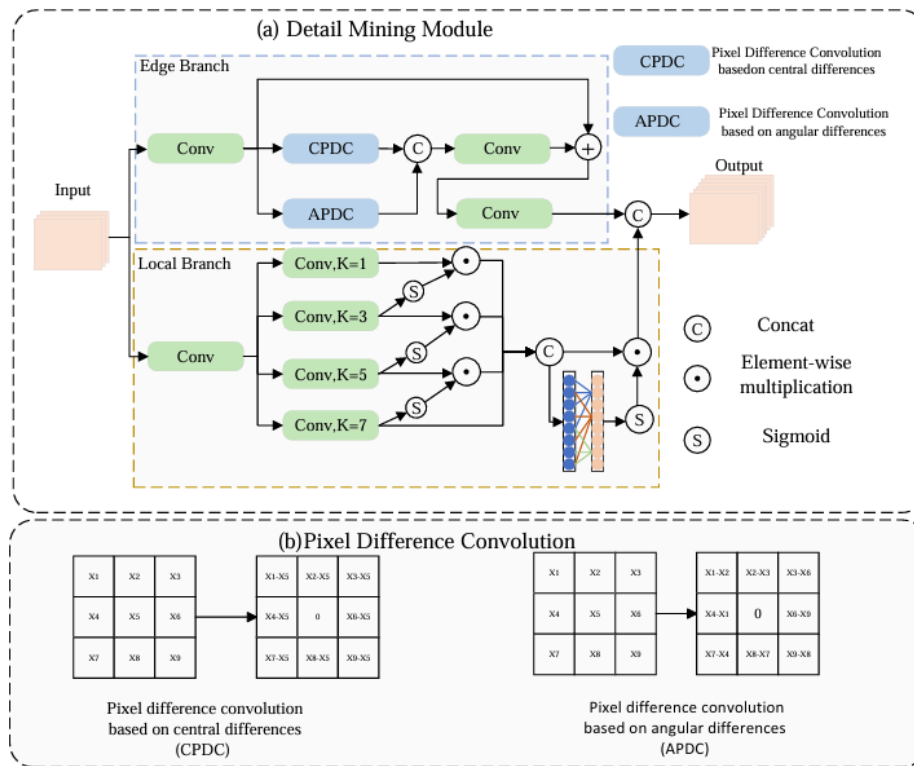 (a) Detail Mining Module
Edge Branch
CPDC
Pixel Difference Convolution
basedon central differences
APDC
Pixel Difference Convolution
based on angular differences
Input
Conv
CPDC
C
Conv
+
APDC
Conv
C
Output
Local Branch
Conv
Conv,K=1
S
Conv,K=3
S
Conv,K=5
S
Conv,K=7
C
S
C
Concat
Element-wise
multiplication
S
Sigmoid
(b)Pixel Difference Convolution
X1 X2 X3
X4 X5 X6
X7 X8 X9
X1-X5 X2-X5 X3-X5
X4-X5 0 X6-X5
X7-X5 X8-X5 X9-X5
Pixel difference convolution
based on central differences
(CPDC)
X1 X2 X3
X4 X5 X6
X7 X8 X9
X1-X2 X2-X3 X3-X6
X4-X1 0 X6-X9
X7-X4 X8-X7 X9-X8
Pixel difference convolution
based on angular differences
(APDC)